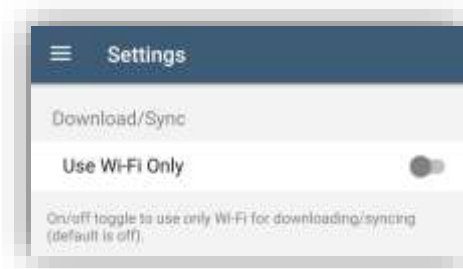 Settings
Download/Sync
Use Wi-Fi Only
On/off toggle to use only Wi-Fi for downloading/syncing
(default is off).